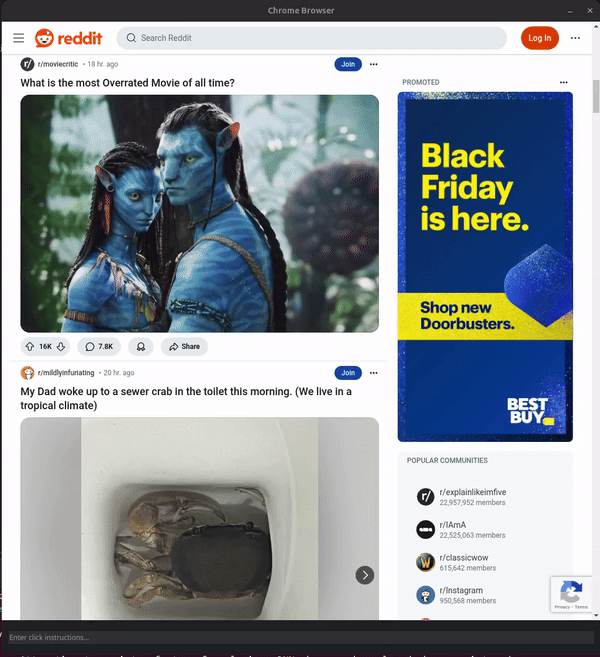 Chrome Browser
reddit
Search Reddit
Log In
r/moviecritic • 18 hr. ago
Join
What is the most Overrated Movie of all time?
16K
7.8K
Share
r/mildlyinfuriating • 20 hr. ago
Join
My Dad woke up to a sewer crab in the toilet this morning. (We live in a
tropical climate)
PROMOTED
Black
Friday
is here.
Shop new
Doorbusters.
BEST
BUY
POPULAR COMMUNITIES
r/explainlikeimfive
22,957,952 members
r/IAmA
22,525,063 members
r/classicwow
615,642 members
r/Instagram
950,568 members
Privacy - Terms
Enter click instructions...